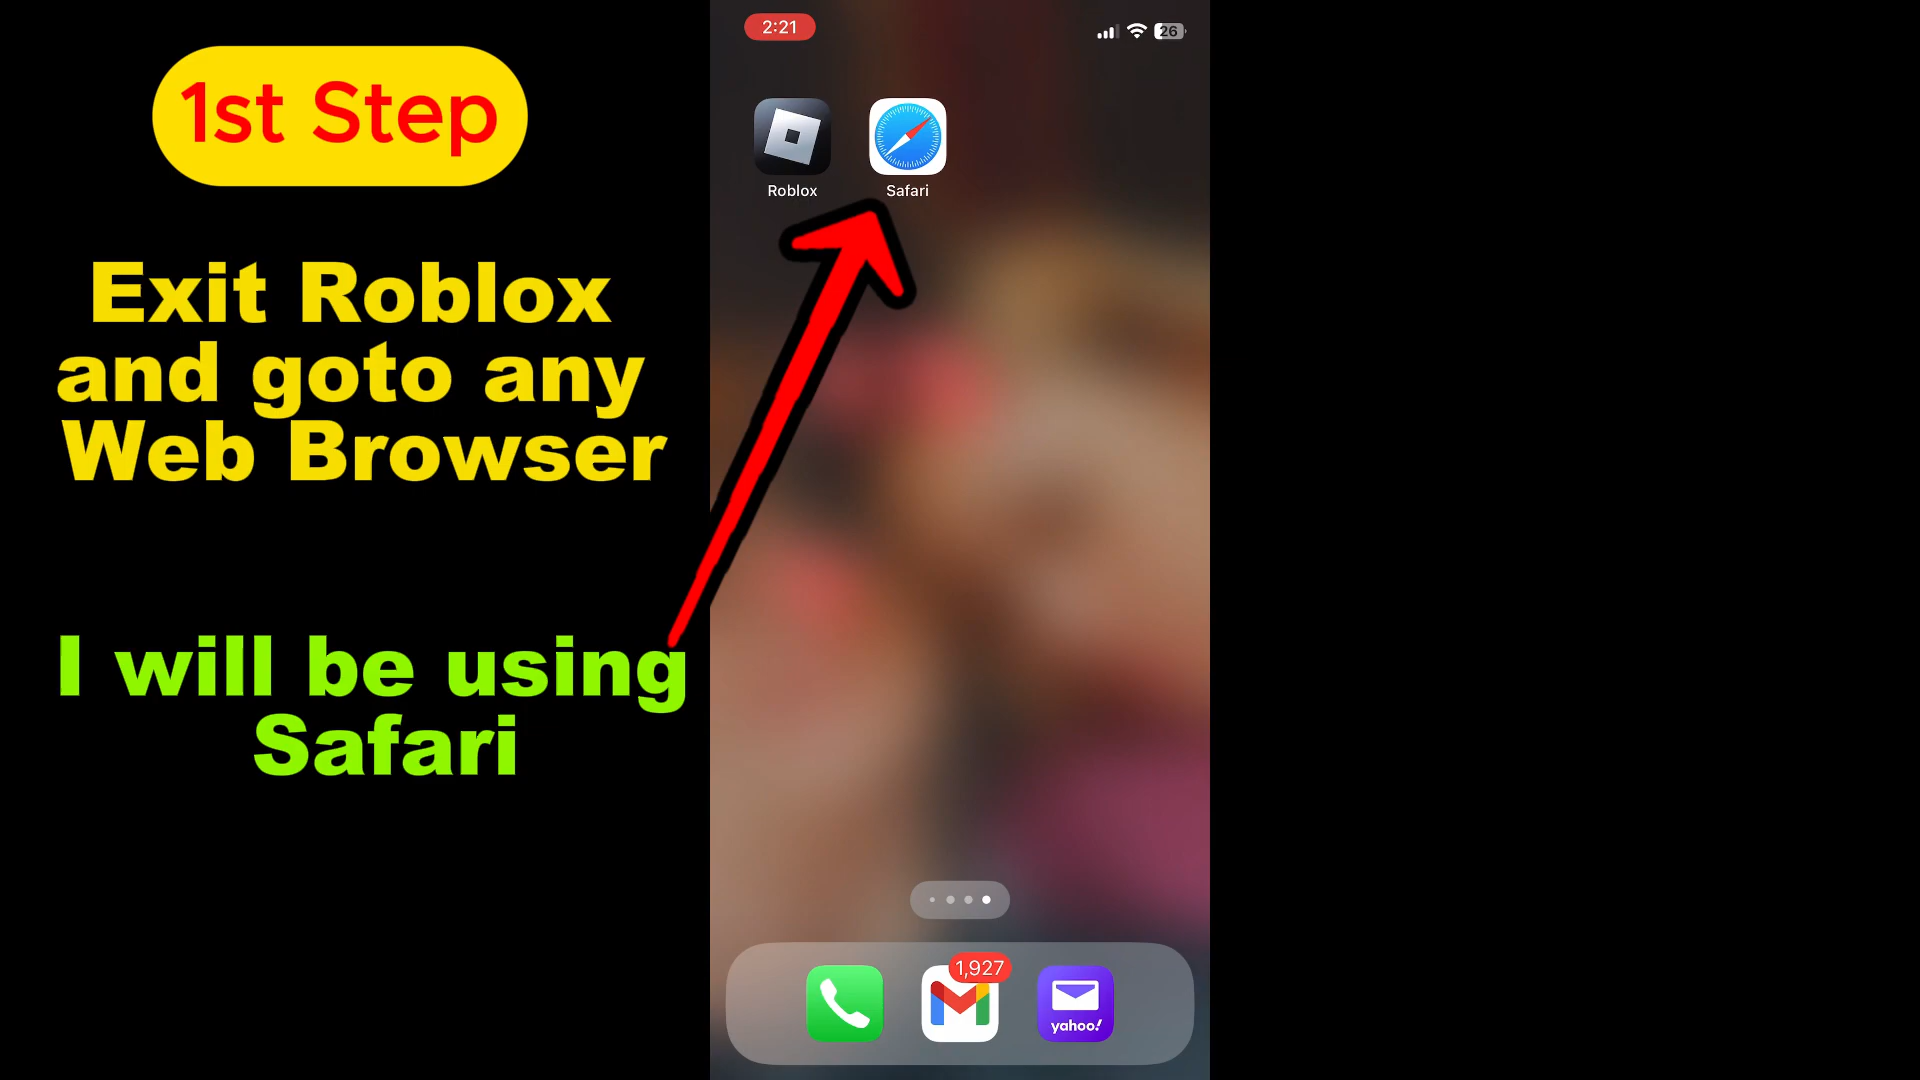 1st Step
Exit Roblox
and goto any
Web Browser
I will be using
Safari
2:21
26
Roblox
Safari
1,927
yahoo!